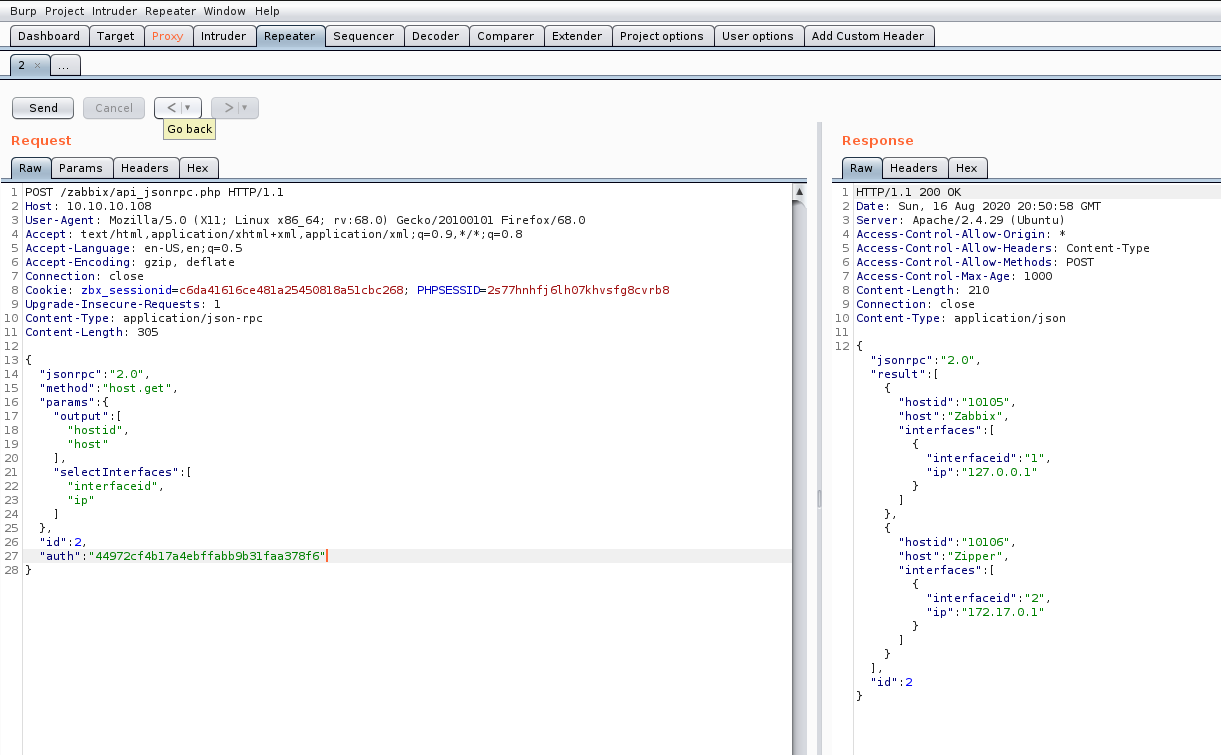 Burp Project Intruder Repeater Window Help
Dashboard Target Proxy Intruder Repeater Sequencer Decoder Comparer Extender Project options User options Add Custom Header
2 × ...
Send Cancel < ▼ > ▼
Go back
Request
Raw Params Headers Hex
1 POST /zabbix/api_jsonrpc.php HTTP/1.1
2 Host: 10.10.10.108
3 User-Agent: Mozilla/5.0 (X11; Linux x86_64; rv:68.0) Gecko/20100101 Firefox/68.0
4 Accept: text/html,application/xhtml+xml,application/xml;q=0.9,*/*;q=0.8
5 Accept-Language: en-US,en;q=0.5
6 Accept-Encoding: gzip, deflate
7 Connection: close
8 Cookie: zbx_sessionid=c6da41616ce481a25450818a51cbc268; PHPSESSID=2s77hnhfj6lh07khvsfg8cvrb8
9 Upgrade-Insecure-Requests: 1
10 Content-Type: application/json-rpc
11 Content-Length: 305
12
13 {
14 "jsonrpc":"2.0",
15 "method":"host.get",
16 "params":{
17 "output":[
18 "hostid",
19 "host"
20 ],
21 "selectInterfaces":[
22 "interfaceid",
23 "ip"
24 ]
25 },
26 "id":2,
27 "auth":"44972cf4b17a4ebffabb9b31faa378f6"
28 }
Response
Raw Headers Hex
1 HTTP/1.1 200 OK
2 Date: Sun, 16 Aug 2020 20:50:58 GMT
3 Server: Apache/2.4.29 (Ubuntu)
4 Access-Control-Allow-Origin: *
5 Access-Control-Allow-Headers: Content-Type
6 Access-Control-Allow-Methods: POST
7 Access-Control-Max-Age: 1000
8 Content-Length: 210
9 Connection: close
10 Content-Type: application/json
11
12 {
"jsonrpc":"2.0",
"result":[
{
"hostid":"10105",
"host":"Zabbix",
"interfaces":[
{
"interfaceid":"1",
"ip":"127.0.0.1"
}
]
},
{
"hostid":"10106",
"host":"Zipper",
"interfaces":[
{
"interfaceid":"2",
"ip":"172.17.0.1"
}
]
}
],
"id":2
}